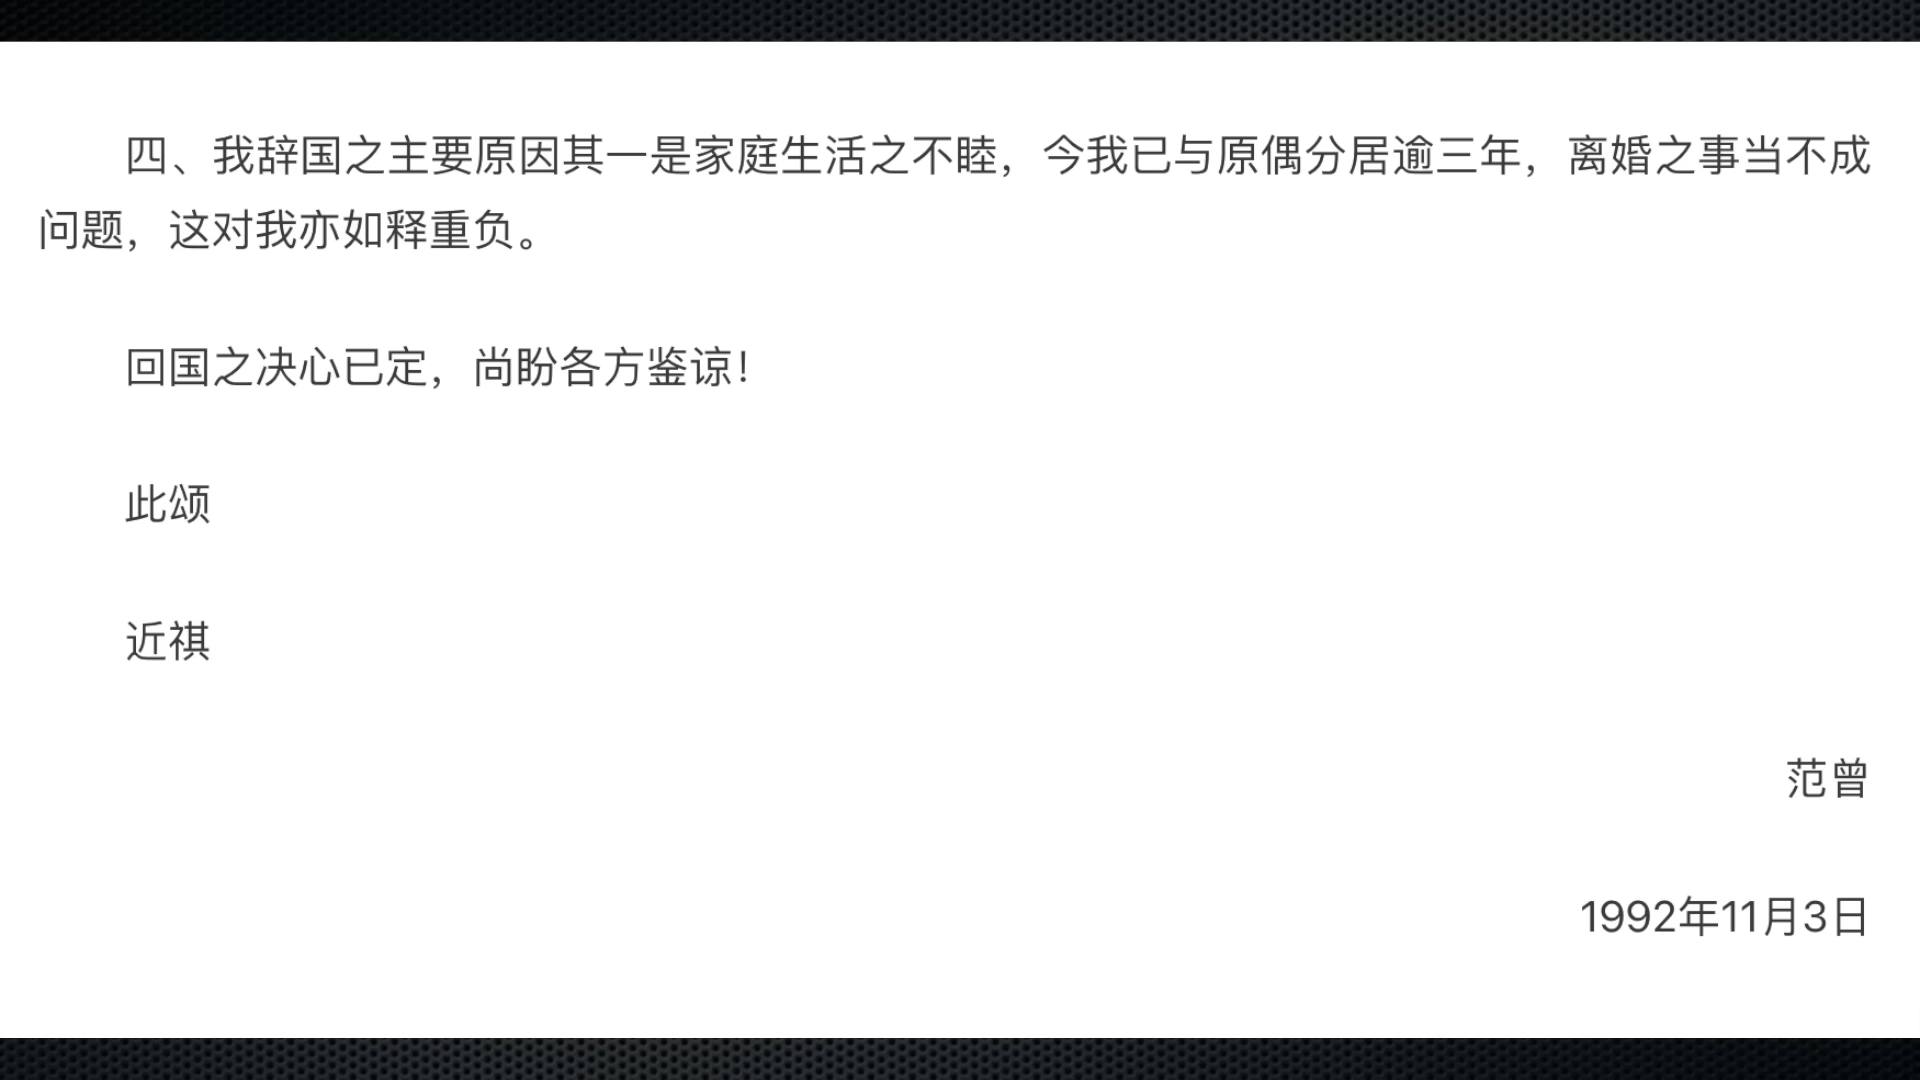 四、我辞国之主要原因其一是家庭生活之不睦，今我已与原偶分居逾三年，离婚之事当不成
问题，这对我亦如释重负。
回国之决心已定，尚盼各方鉴谅！
此颂
近祺
范曾
1992年11月3日